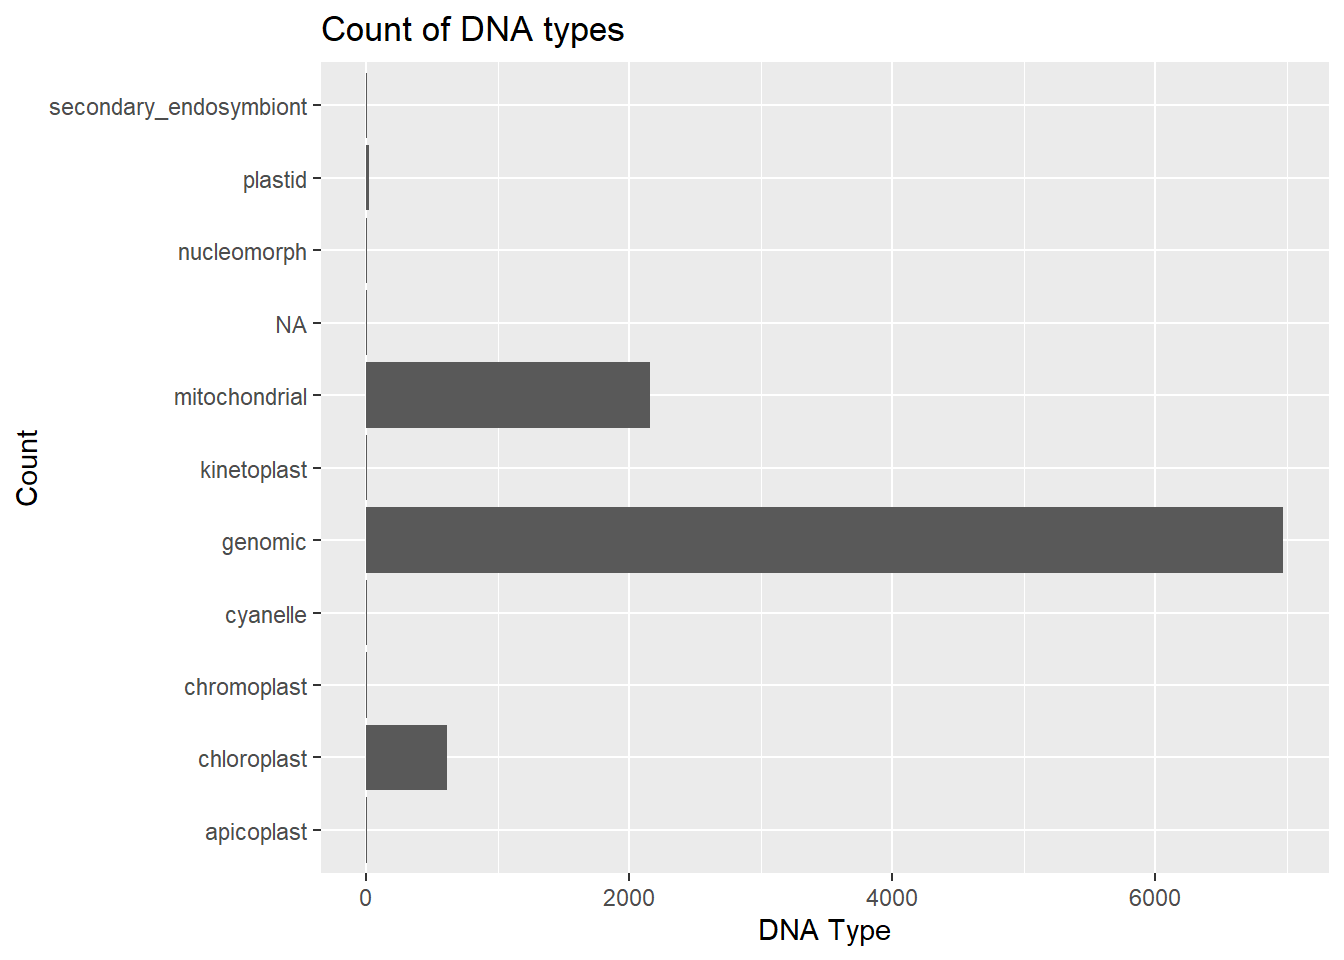 Count of DNA types
secondary_endosymbiont
plastid
nucleomorph
NA
mitochondrial
kinetoplast
genomic
cyanelle
chromoplast
chloroplast
apicoplast
Count
0 2000 4000 6000
DNA Type